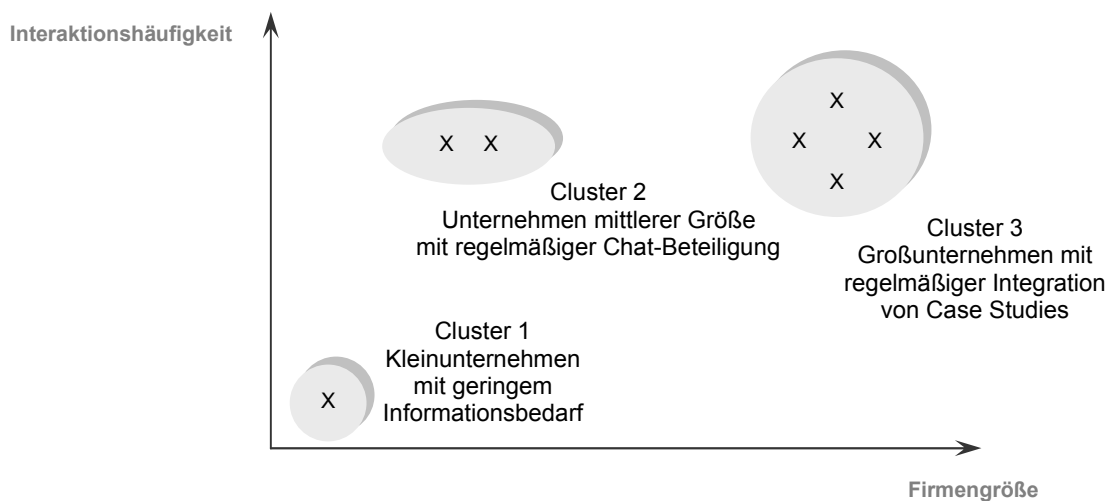 Interaktionshäufigkeit
X
X X
X X
X
Cluster 2
Unternehmen mittlerer Größe
mit regelmäßiger Chat-Beteiligung
Cluster 3
Großunternehmen mit
regelmäßiger Integration
von Case Studies
Cluster 1
Kleinunternehmen
mit geringem
Informationsbedarf
X
Firmengröße